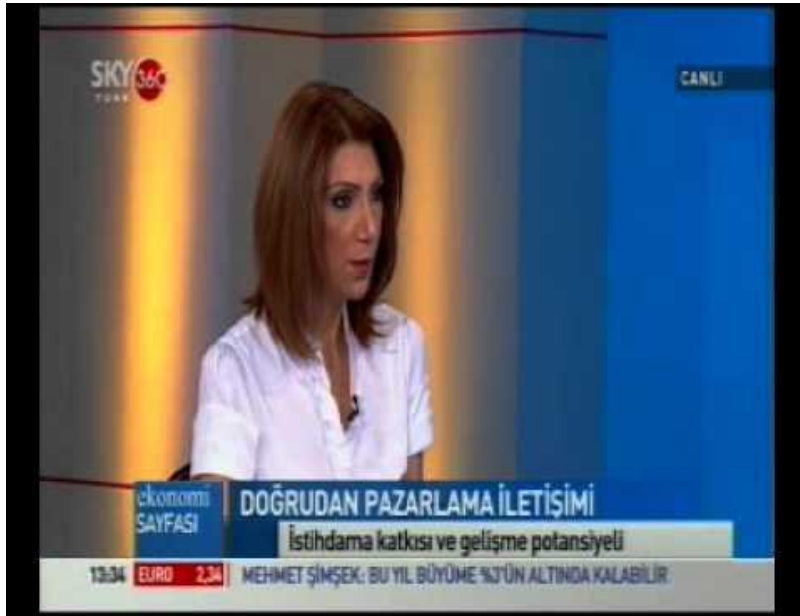 SKY 360
TURK
CANLI
ekonomi
SAYFASI
DOĞRUDAN PAZARLAMA İLETİŞİMİ
İstihdama katkısı ve gelişme potansiyeli
13:34 EURO 2,34 MEHMET ŞİMŞEK: BU YIL BÜYÜME %3'ÜN ALTINDA KALABİLİR